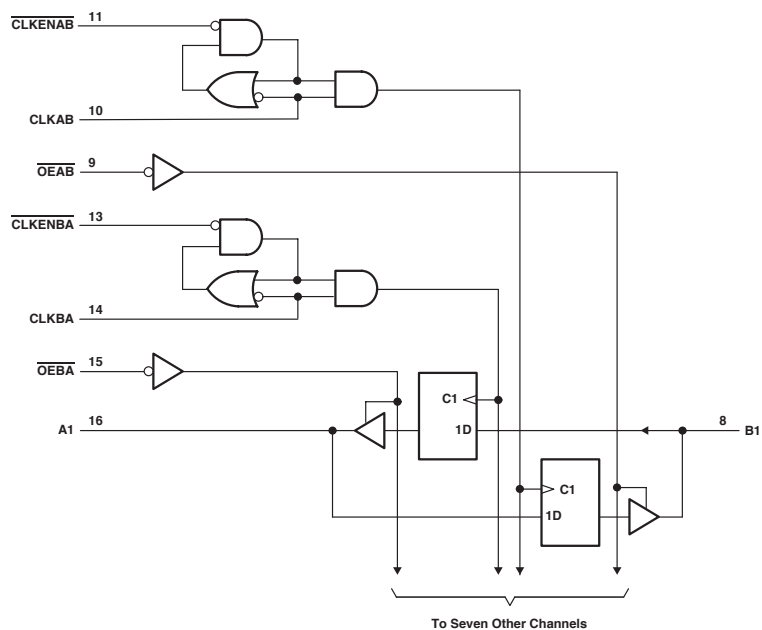 CLKENAB 11
CLKAB 10
OEAB 9
CLKENBA 13
CLKBA 14
OEBA 15
C1
A1 16
1D
8 B1
C1
1D
To Seven Other Channels